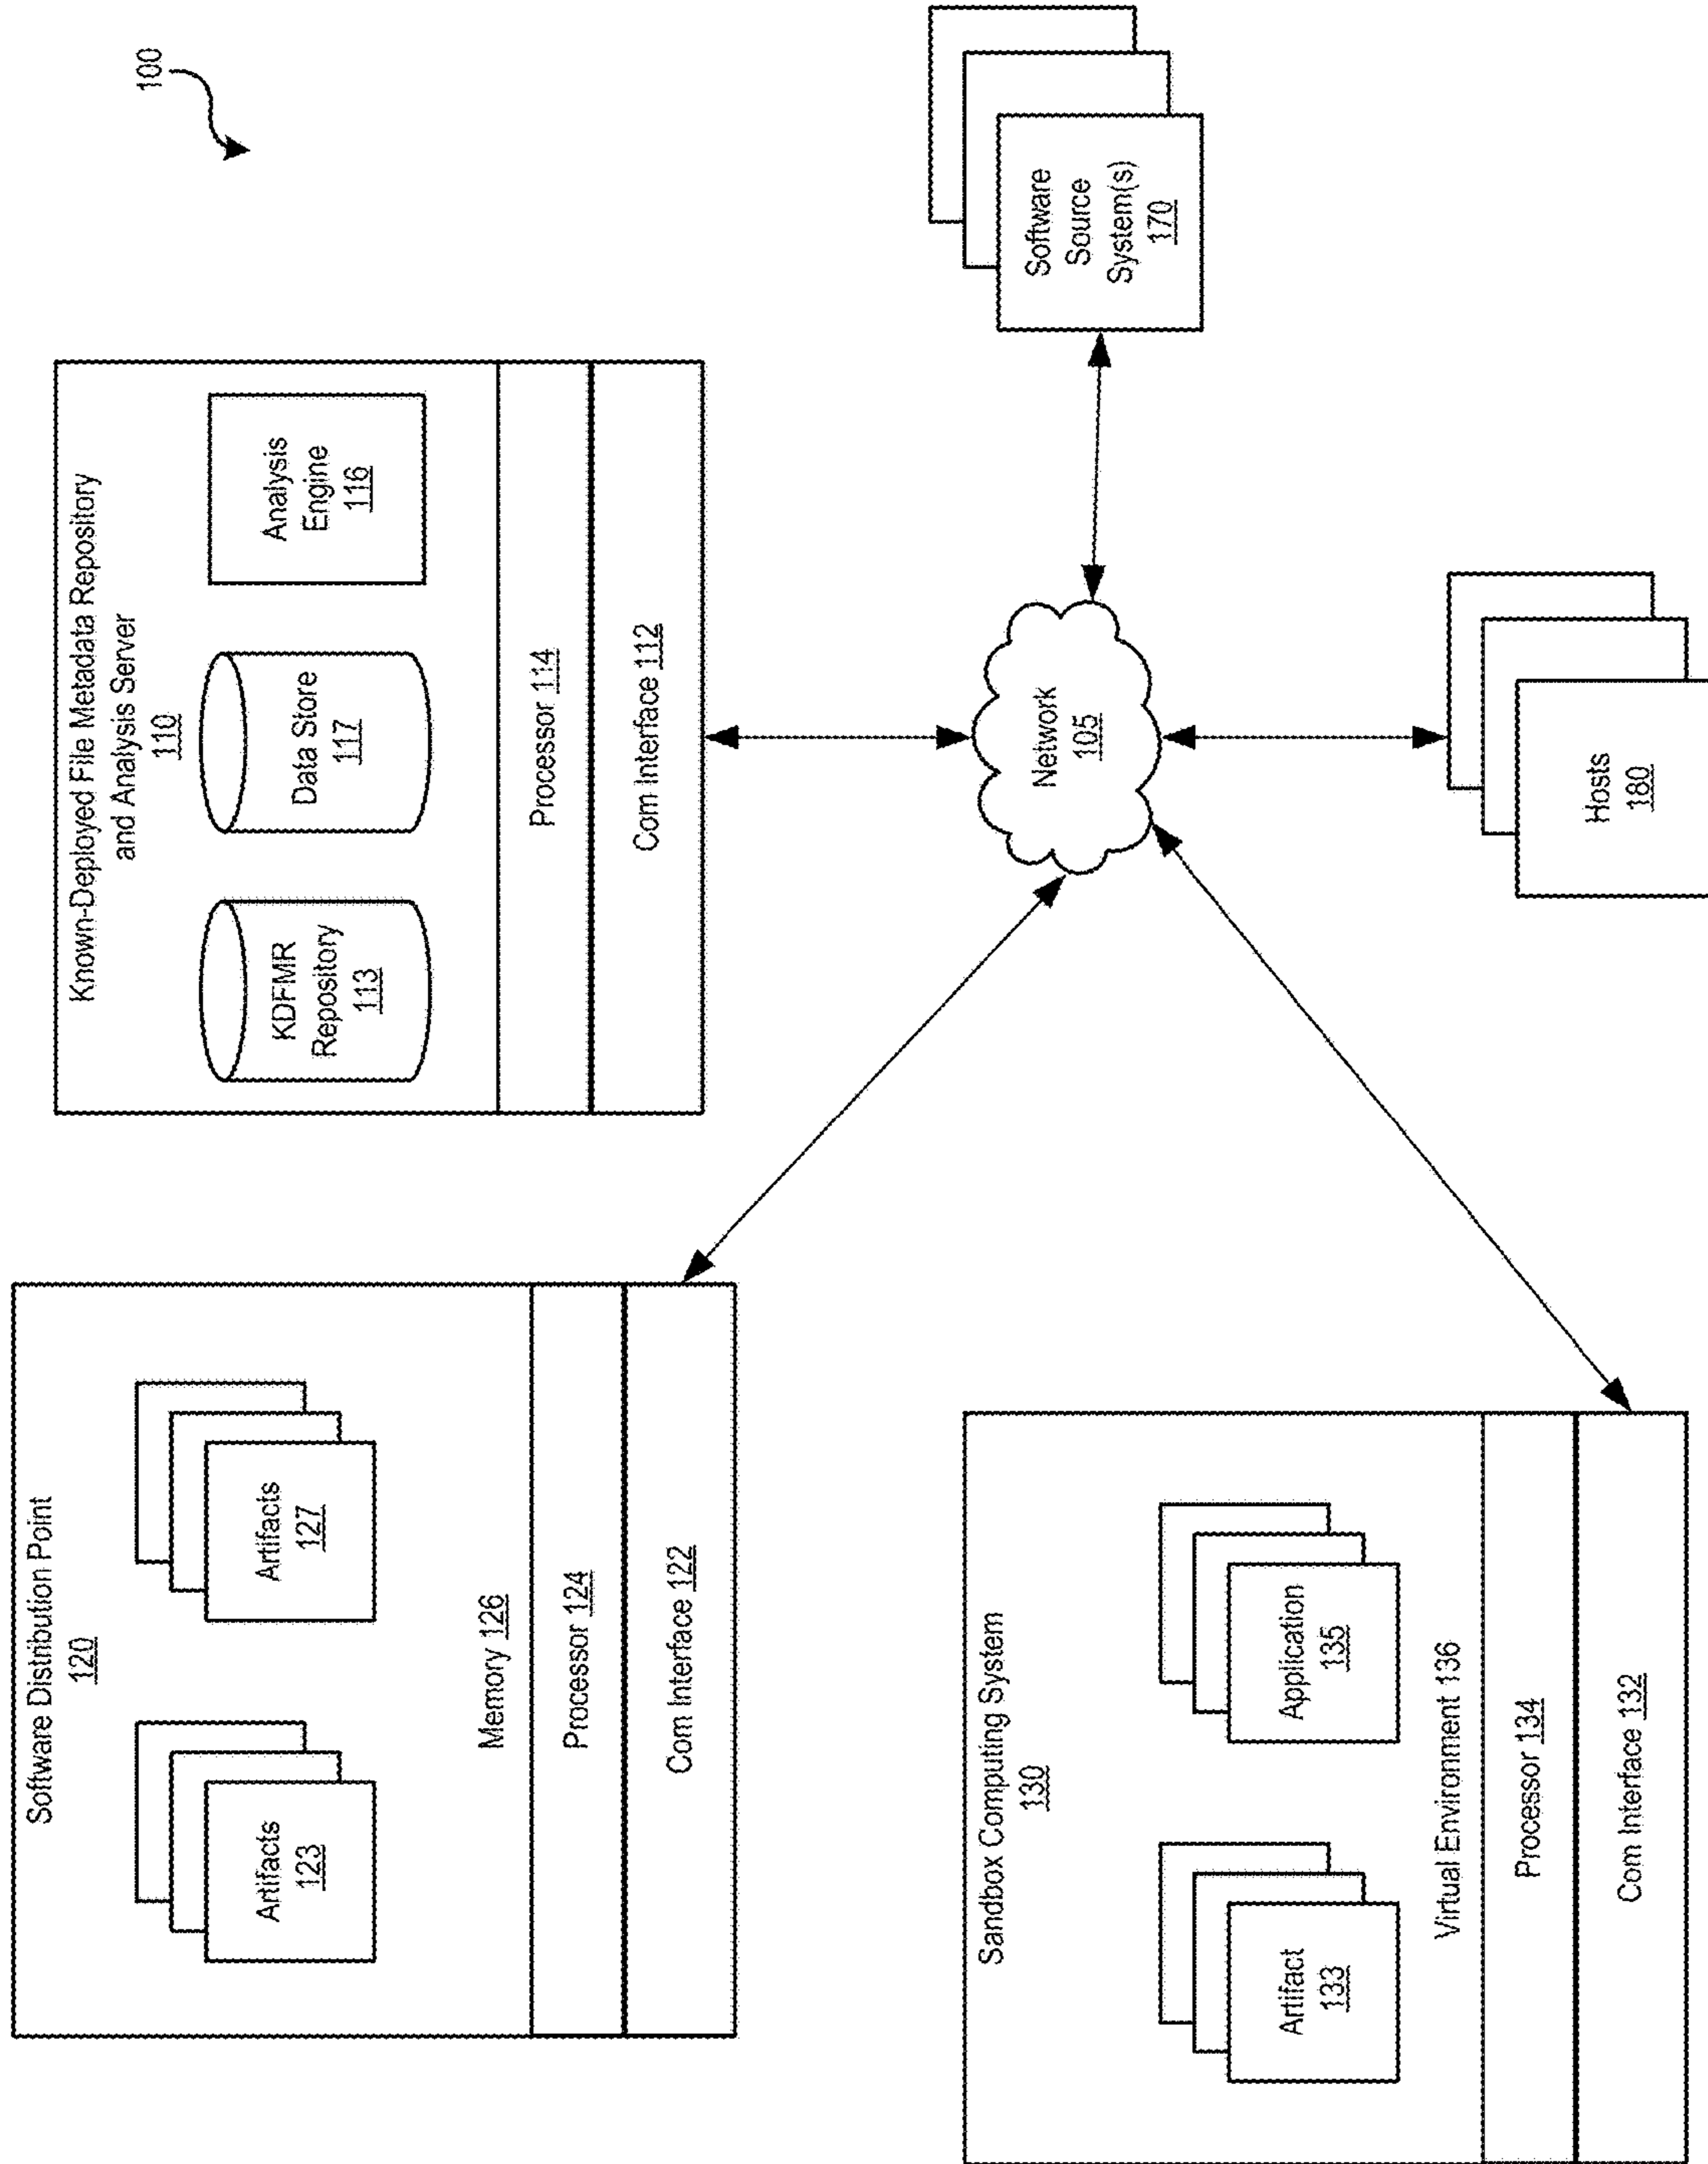 100
Software Distribution Point
120
Artifacts
123
Artifacts
127
Memory 126
Processor 124
Com Interface 122
Known-Deployed File Metadata Repository
and Analysis Server
110
KDFMR
Repository
113
Data Store
117
Analysis
Engine
116
Processor 114
Com Interface 112
Network
105
Software
Source
System(s)
170
Sandbox Computing System
130
Artifact
133
Application
135
Virtual Environment 136
Processor 134
Com Interface 132
Hosts
180